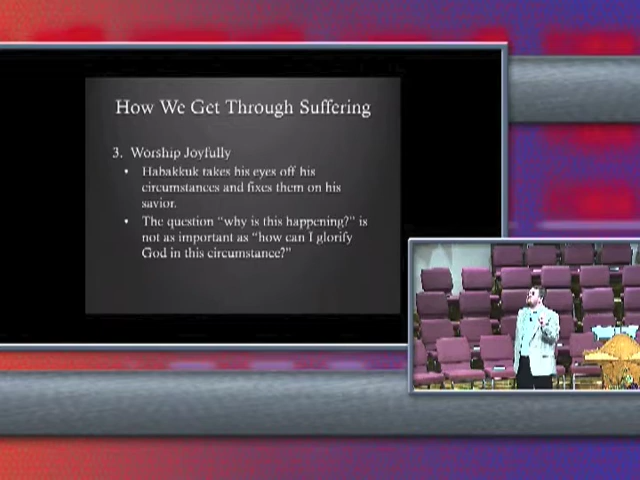 How We Get Through Suffering
3. Worship Joyfully
• Habakkuk takes his eyes off his
circumstances and fixes them on his
savior.
• The question “why is this happening?” is
not as important as “how can I glorify
God in this circumstance?”